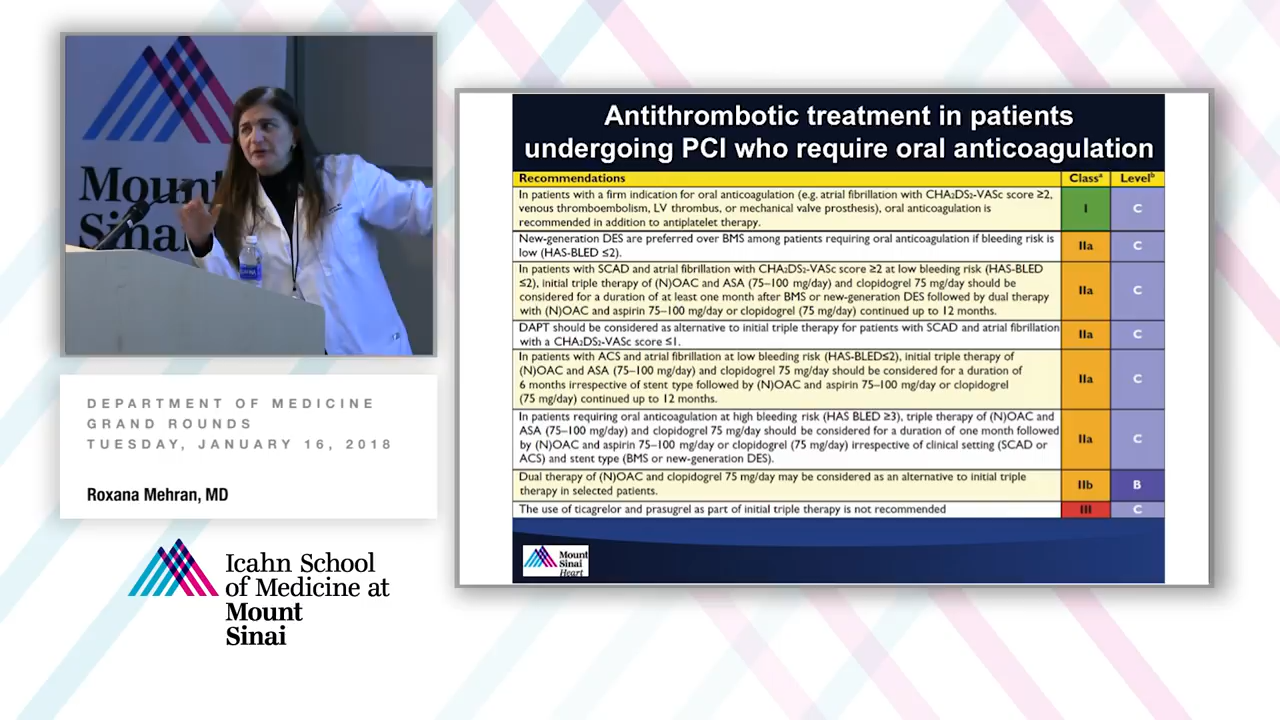 Mount
Sinai
DEPARTMENT OF MEDICINE
GRAND ROUNDS
TUESDAY, JANUARY 16, 2018
Roxana Mehran, MD
Icahn School
of Medicine at
Mount
Sinai
Antithrombotic treatment in patients
undergoing PCI who require oral anticoagulation
Recommendations Classᵃ Levelᵇ
In patients with a firm indication for oral anticoagulation (e.g. atrial fibrillation with CHA₂DS₂-VASc score ≥2,
venous thromboembolism, LV thrombus, or mechanical valve prosthesis), oral anticoagulation is
recommended in addition to antiplatelet therapy.
I C
New-generation DES are preferred over BMS among patients requiring oral anticoagulation if bleeding risk is
low (HAS-BLED ≤2).
IIa C
In patients with SCAD and atrial fibrillation with CHA₂DS₂-VASc score ≥2 at low bleeding risk (HAS-BLED
≤2), initial triple therapy of (N)OAC and ASA (75–100 mg/day) and clopidogrel 75 mg/day should be
considered for a duration of at least one month after BMS or new-generation DES followed by dual therapy
with (N)OAC and aspirin 75–100 mg/day or clopidogrel (75 mg/day) continued up to 12 months.
IIa C
DAPT should be considered as alternative to initial triple therapy for patients with SCAD and atrial fibrillation
with a CHA₂DS₂-VASc score ≤1.
IIa C
In patients with ACS and atrial fibrillation at low bleeding risk (HAS-BLED≤2), initial triple therapy of
(N)OAC and ASA (75–100 mg/day) and clopidogrel 75 mg/day should be considered for a duration of
6 months irrespective of stent type followed by (N)OAC and aspirin 75–100 mg/day or clopidogrel
(75 mg/day) continued up to 12 months.
IIa C
In patients requiring oral anticoagulation at high bleeding risk (HAS BLED ≥3), triple therapy of (N)OAC and
ASA (75–100 mg/day) and clopidogrel 75 mg/day should be considered for a duration of one month followed
by (N)OAC and aspirin 75–100 mg/day or clopidogrel (75 mg/day) irrespective of clinical setting (SCAD or
ACS) and stent type (BMS or new-generation DES).
IIa C
Dual therapy of (N)OAC and clopidogrel 75 mg/day may be considered as an alternative to initial triple
therapy in selected patients.
IIb B
The use of ticagrelor and prasugrel as part of initial triple therapy is not recommended
III C
Mount
Sinai
Heart